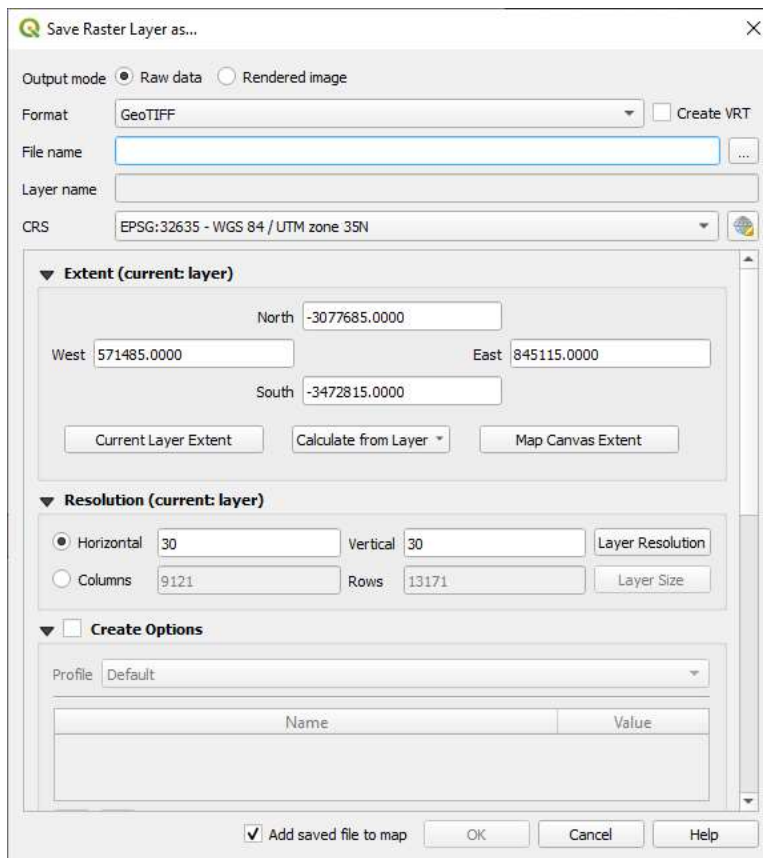 Save Raster Layer as...
Output mode Raw data Rendered image
Format GeoTIFF Create VRT
File name ...
Layer name
CRS EPSG:32635 - WGS 84 / UTM zone 35N
Extent (current: layer)
North -3077685.0000
West 571485.0000 East 845115.0000
South -3472815.0000
Current Layer Extent Calculate from Layer Map Canvas Extent
Resolution (current: layer)
Horizontal 30 Vertical 30 Layer Resolution
Columns 9121 Rows 13171 Layer Size
Create Options
Profile Default
Name Value
Add saved file to map OK Cancel Help